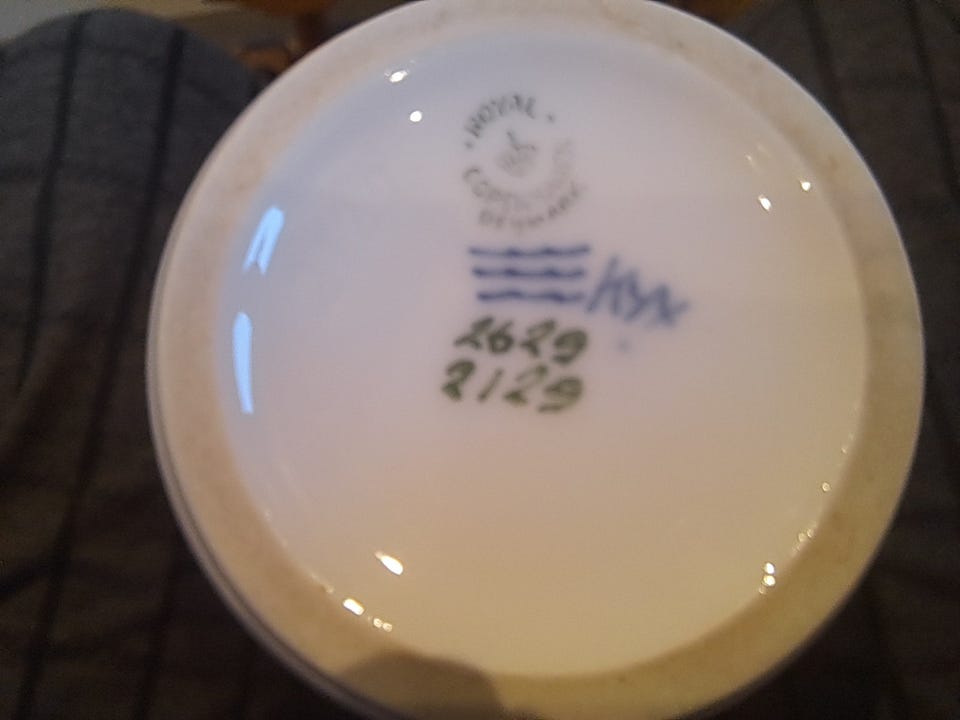 ROYAL
COPENHAGEN
DENMARK
2629
2129